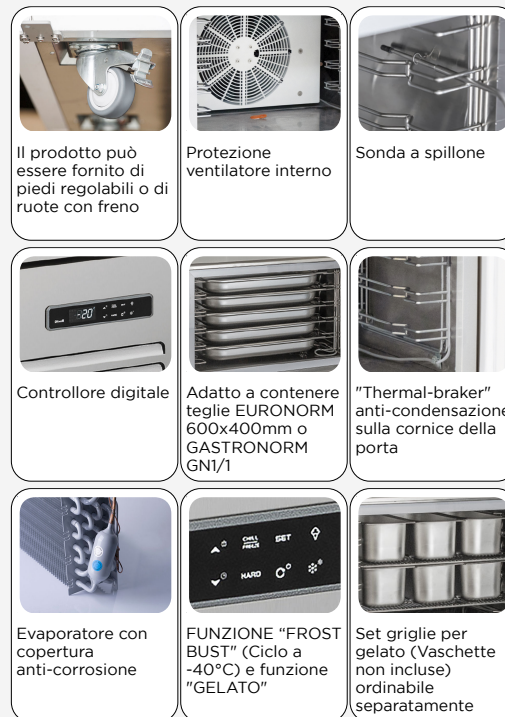 Il prodotto può
essere fornito di
piedi regolabili o di
ruote con freno
Protezione
ventilatore interno
Sonda a spillone
-20
Controllore digitale
Adatto a contenere
teglie EURONORM
600x400mm o
GASTRONORM
GN1/1
"Thermal-braker"
anti-condensazione
sulla cornice della
porta
Evaporatore con
copertura
anti-corrosione
CHILL
FREEZE
SET
HARD
FUNZIONE “FROST
BUST" (Ciclo a
-40°C) e funzione
"GELATO"
Set griglie per
gelato (Vaschette
non incluse)
ordinabile
separatamente